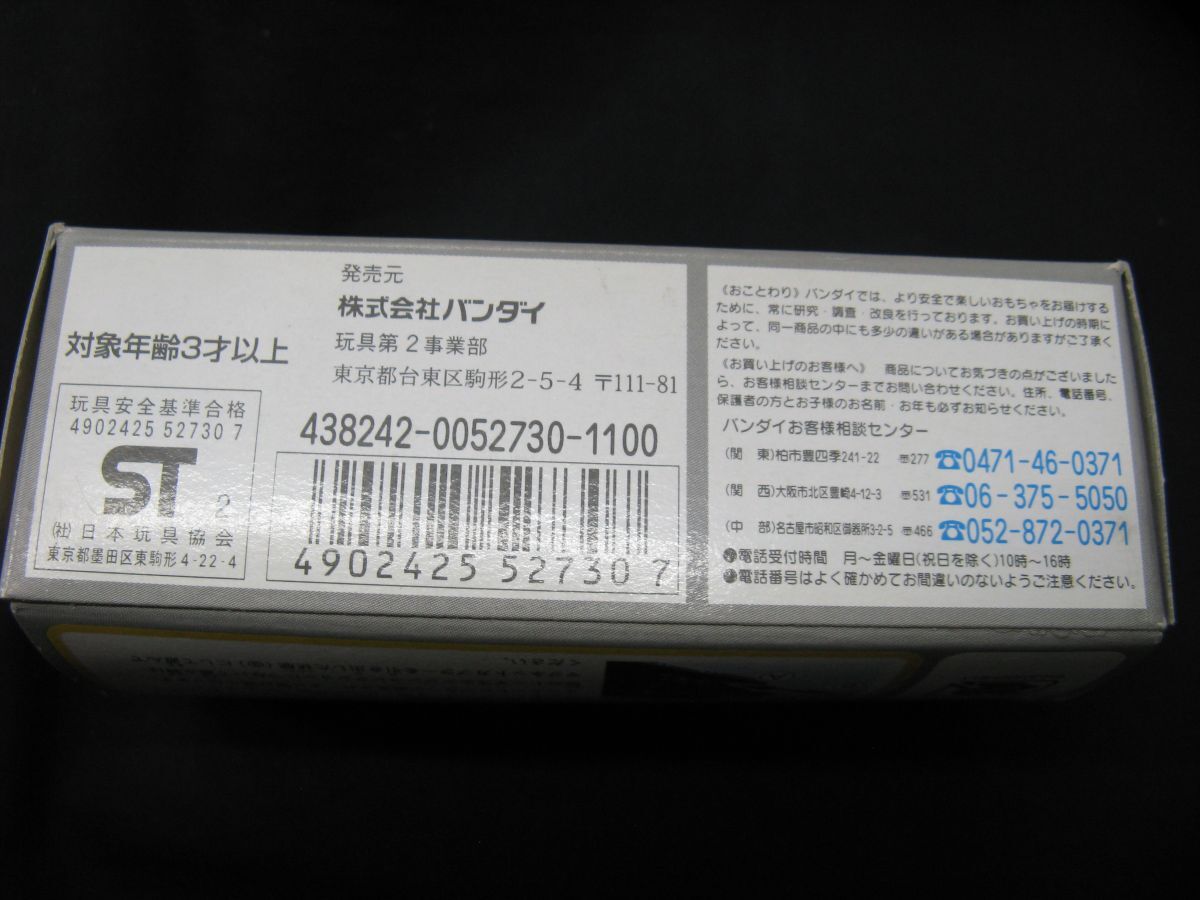 対象年齢3才以上
玩具安全基準合格
4902425 52730 7
ST 2
(社)日本玩具協会
東京都墨田区東駒形4-22-4
発売元
株式会社バンダイ
玩具第2事業部
東京都台東区駒形2-5-4 〒111-81
438242-0052730-1100
4902425 527307
《おことわり》バンダイでは、より安全で楽しいおもちゃをお届けする
ために、常に研究・調査・改良を行っております。お買い上げの時期に
よって、同一商品の中にも多少の違いがある場合がありますがご了承く
ださい。
《お買い上げのお客様へ》 商品についてお気づきの点がございました
ら、お客様相談センターまでお問い合わせください。住所、電話番号、
保護者の方とお子様のお名前・お年も必ずお知らせください。
バンダイお客様相談センター
(関 東)柏市豊四季241-22 〠277 ☎0471-46-0371
(関 西)大阪市北区豊崎4-12-3 〠531 ☎06-375-5050
(中 部)名古屋市昭和区御器所3-2-5 〠466 ☎052-872-0371
電話受付時間 月〜金曜日(祝日を除く)10時〜16時
電話番号はよく確かめてお間違いのないようご注意ください。